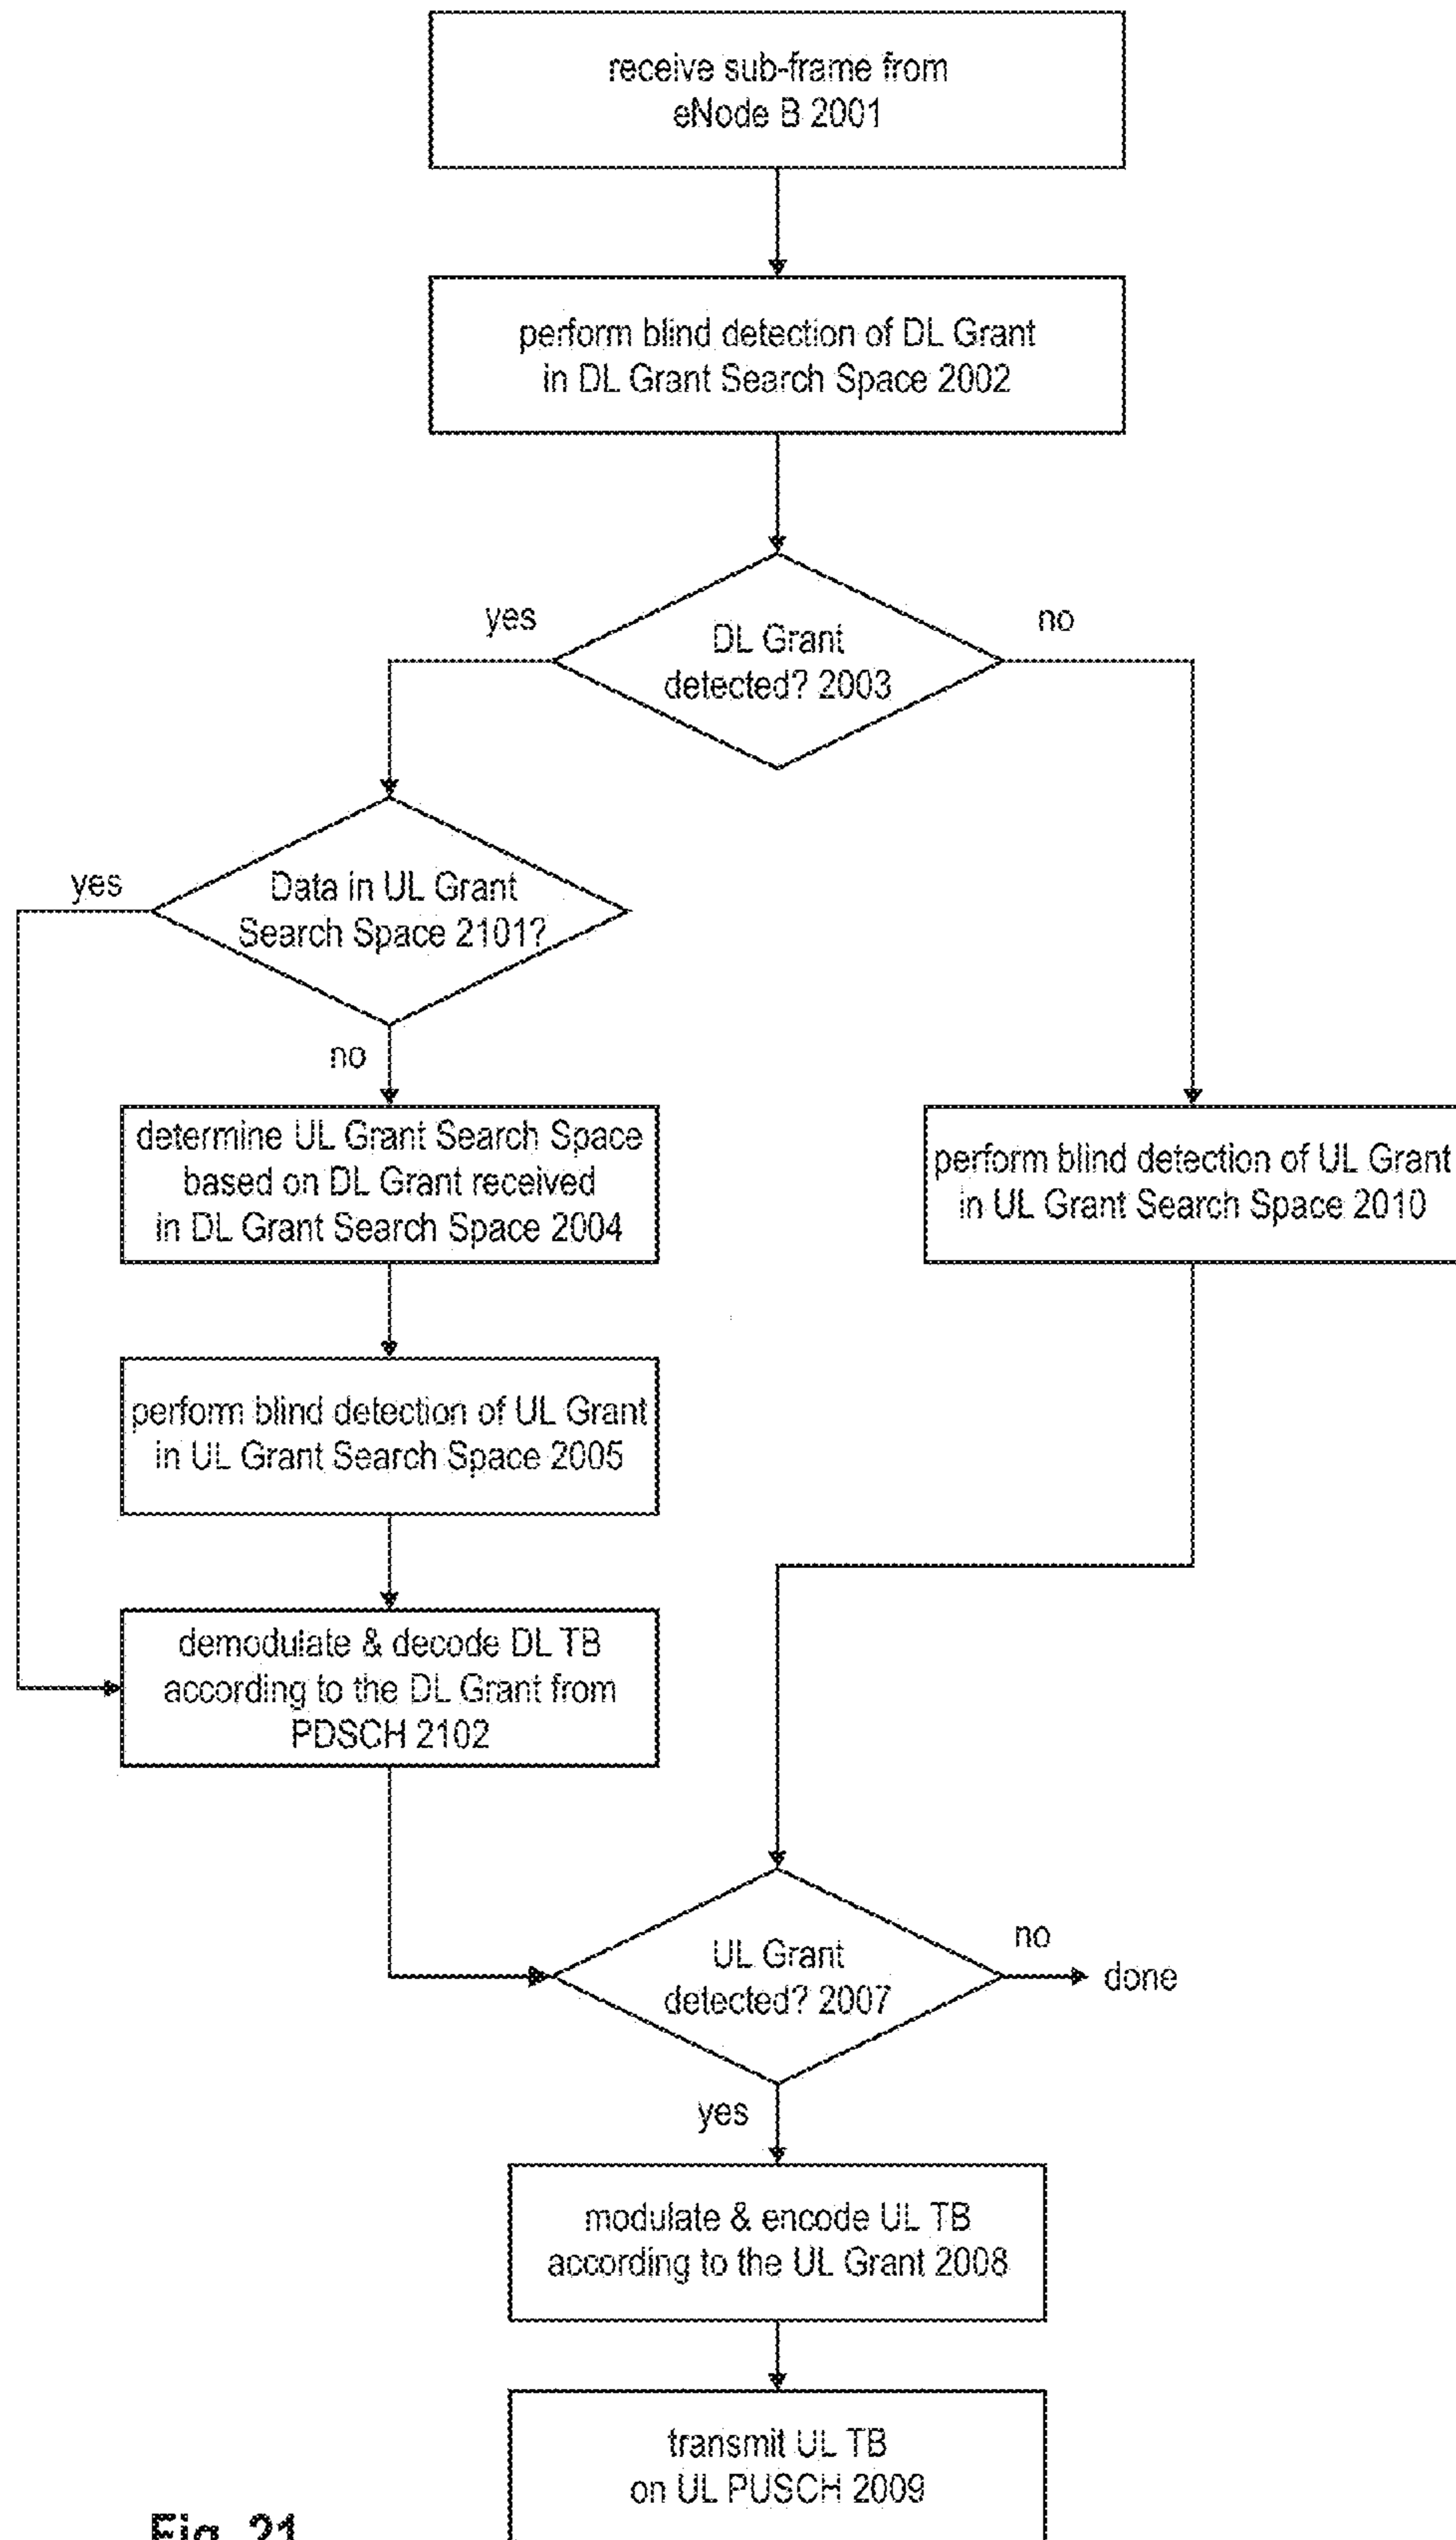 receive sub-frame from
eNode B 2001
perform blind detection of DL Grant
in DL Grant Search Space 2002
yes
DL Grant
detected? 2003
no
yes
Data in UL Grant
Search Space 2101?
no
determine UL Grant Search Space
based on DL Grant received
in DL Grant Search Space 2004
perform blind detection of UL Grant
in UL Grant Search Space 2010
perform blind detection of UL Grant
in UL Grant Search Space 2005
demodulate & decode DL TB
according to the DL Grant from
PDSCH 2102
UL Grant
detected? 2007
no
done
yes
modulate & encode UL TB
according to the UL Grant 2008
transmit UL TB
on UL PUSCH 2009
Fig. 21